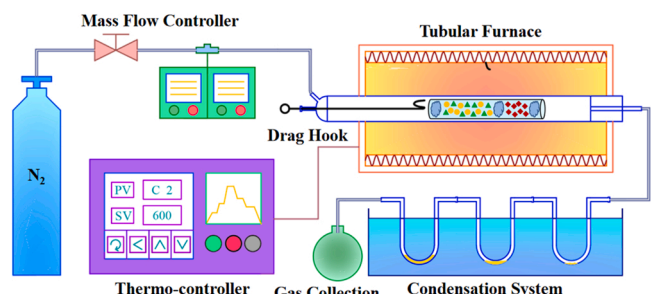 Mass Flow Controller
Tubular Furnace
Drag Hook
N2
PV
C 2
SV
600
Thermo-controller
Gas Collection
Condensation System